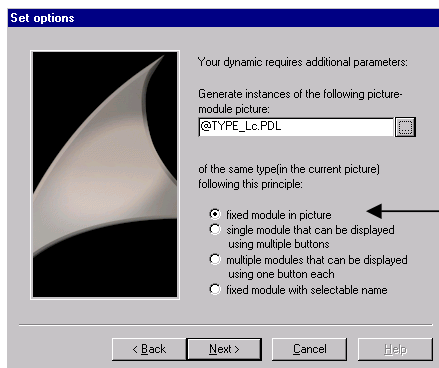 Set options
Your dynamic requires additional parameters:
Generate instances of the following picture-
module picture:
@TYPE_Lc.PDL
of the same type(in the current picture)
following this principle:
fixed module in picture
single module that can be displayed
using multiple buttons
multiple modules that can be displayed
using one button each
fixed module with selectable name
< Back
Next >
Cancel
Help